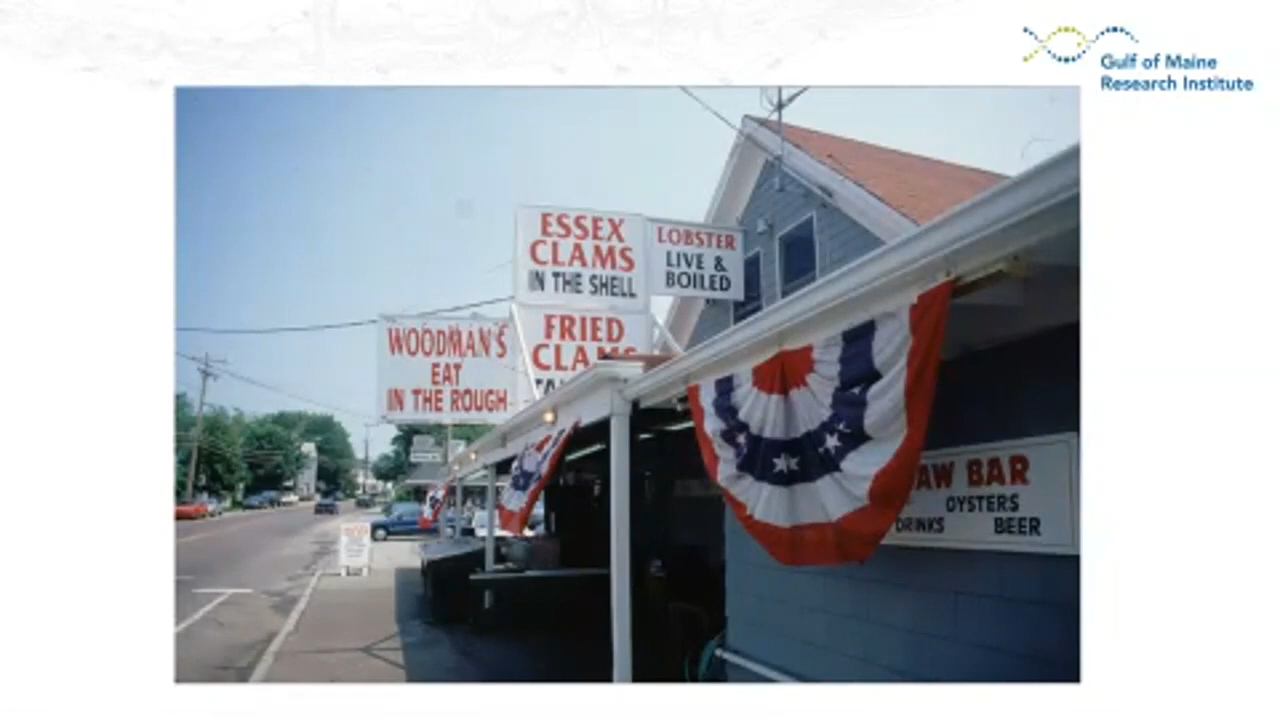 Gulf of Maine
Research Institute
ESSEX
CLAMS
IN THE SHELL
LOBSTER
LIVE &
BOILED
FRIED
CLAMS
WOODMAN'S
EAT
IN THE ROUGH
AW BAR
OYSTERS
DRINKS BEER